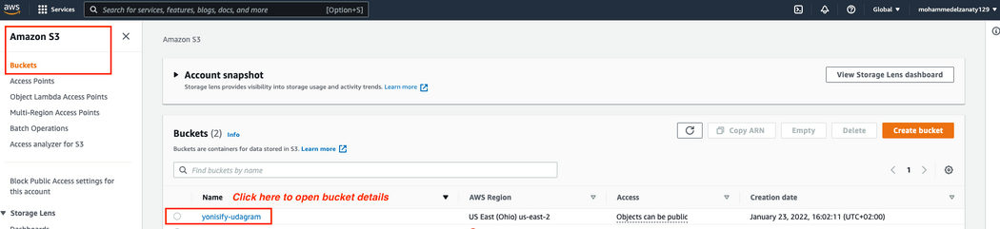 aws
Services
Search for services, features, blogs, docs, and more
[Option+S]
Global
mohammedelzanaty129
Amazon S3
Buckets
Access Points
Object Lambda Access Points
Multi-Region Access Points
Batch Operations
Access analyzer for S3
Block Public Access settings for
this account
Storage Lens
Dashboards
Amazon S3
Account snapshot
Storage lens provides visibility into storage usage and activity trends. Learn more
View Storage Lens dashboard
Buckets (2) Info
Buckets are containers for data stored in S3. Learn more
Copy ARN
Empty
Delete
Create bucket
Find buckets by name
1
Name
Click here to open bucket details
AWS Region
Access
Creation date
yonisify-udagram
US East (Ohio) us-east-2
Objects can be public
January 23, 2022, 16:02:11 (UTC+02:00)